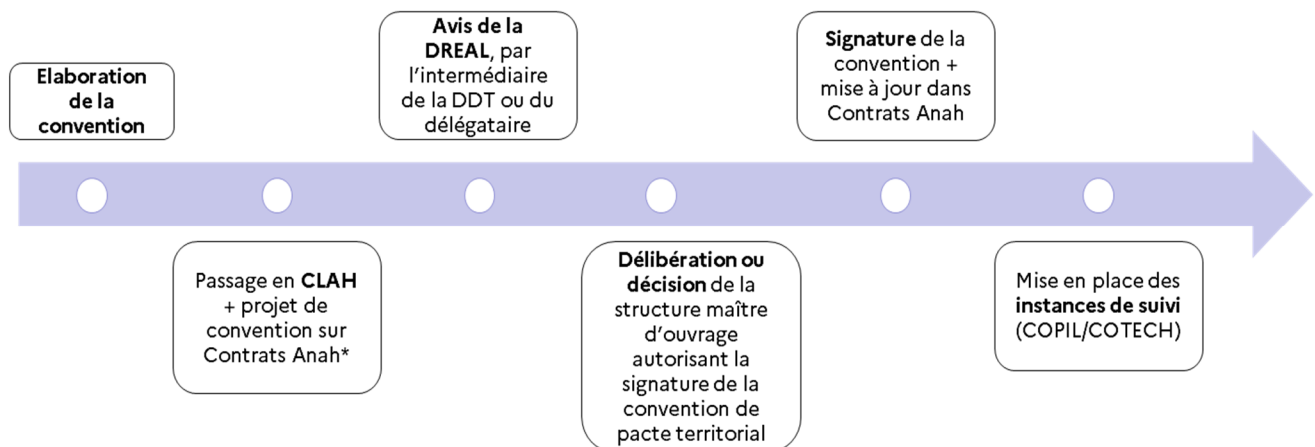 Elaboration
de la
convention
Passage en CLAH
+ projet de
convention sur
Contrats Anah*
Avis de la
DREAL, par
l'intermédiaire
de la DDT ou du
délégataire
Délibération ou
décision de la
structure maître
d'ouvrage
autorisant la
signature de la
convention de
pacte territorial
Signature de la
convention +
mise à jour dans
Contrats Anah
Mise en place des
instances de suivi
(COPIL/COTECH)